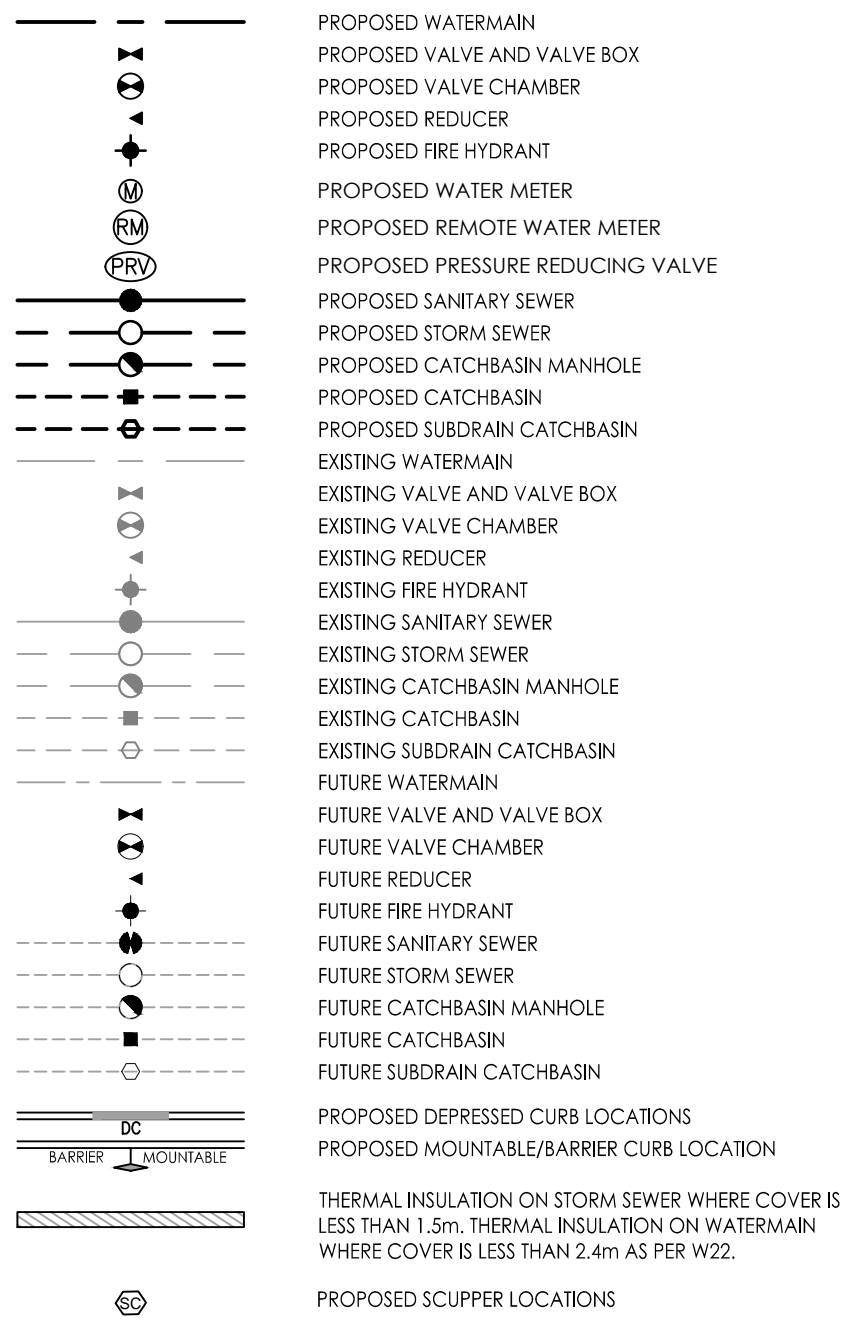 PROPOSED WATERMAIN
PROPOSED VALVE AND VALVE BOX
PROPOSED VALVE CHAMBER
PROPOSED REDUCER
PROPOSED FIRE HYDRANT
M PROPOSED WATER METER
RM PROPOSED REMOTE WATER METER
PRV PROPOSED PRESSURE REDUCING VALVE
PROPOSED SANITARY SEWER
PROPOSED STORM SEWER
PROPOSED CATCHBASIN MANHOLE
PROPOSED CATCHBASIN
PROPOSED SUBDRAIN CATCHBASIN
EXISTING WATERMAIN
EXISTING VALVE AND VALVE BOX
EXISTING VALVE CHAMBER
EXISTING REDUCER
EXISTING FIRE HYDRANT
EXISTING SANITARY SEWER
EXISTING STORM SEWER
EXISTING CATCHBASIN MANHOLE
EXISTING CATCHBASIN
EXISTING SUBDRAIN CATCHBASIN
FUTURE WATERMAIN
FUTURE VALVE AND VALVE BOX
FUTURE VALVE CHAMBER
FUTURE REDUCER
FUTURE FIRE HYDRANT
FUTURE SANITARY SEWER
FUTURE STORM SEWER
FUTURE CATCHBASIN MANHOLE
FUTURE CATCHBASIN
FUTURE SUBDRAIN CATCHBASIN
DC PROPOSED DEPRESSED CURB LOCATIONS
BARRIER MOUNTABLE PROPOSED MOUNTABLE/BARRIER CURB LOCATION
THERMAL INSULATION ON STORM SEWER WHERE COVER IS
LESS THAN 1.5m. THERMAL INSULATION ON WATERMAIN
WHERE COVER IS LESS THAN 2.4m AS PER W22.
SC PROPOSED SCUPPER LOCATIONS